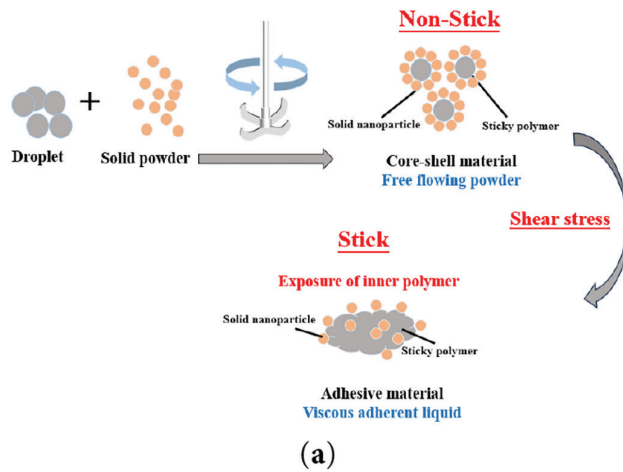 Non-Stick
+
Droplet
Solid powder
Solid nanoparticle
Sticky polymer
Core-shell material
Free flowing powder
Shear stress
Stick
Exposure of inner polymer
Solid nanoparticle
Sticky polymer
Adhesive material
Viscous adherent liquid
(a)